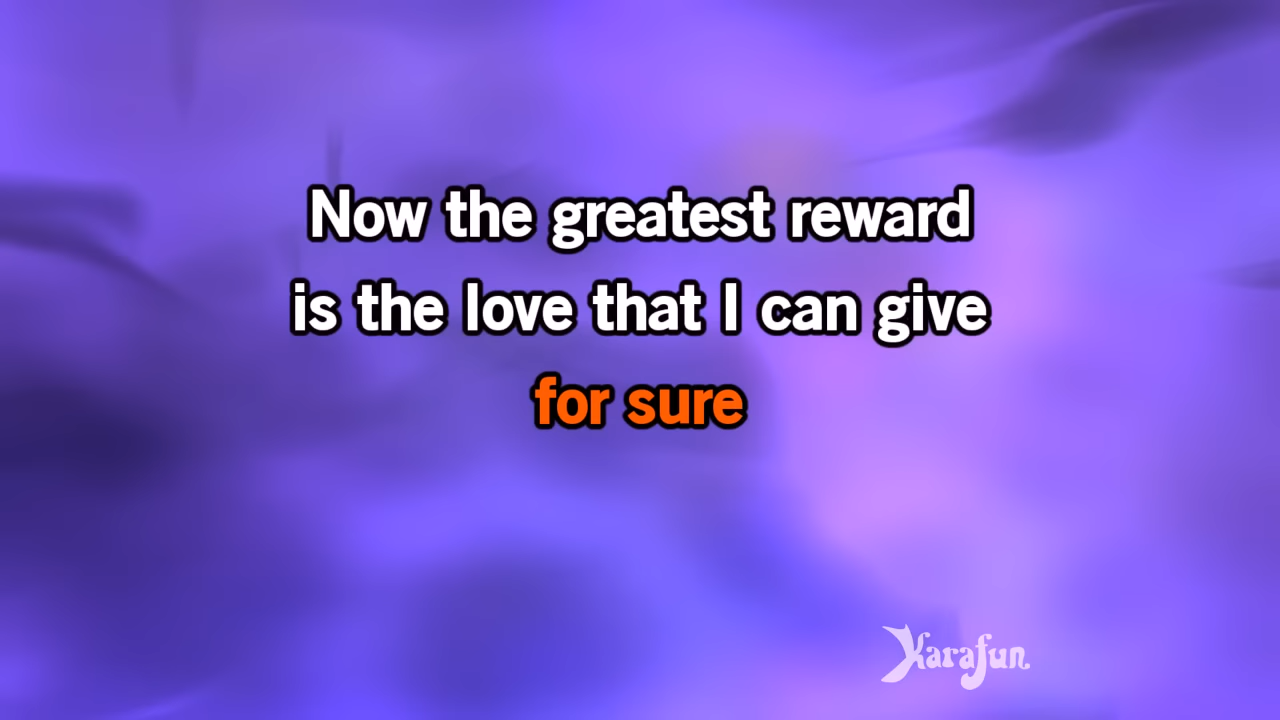 Now the greatest reward
is the love that I can give
for sure
Karafun